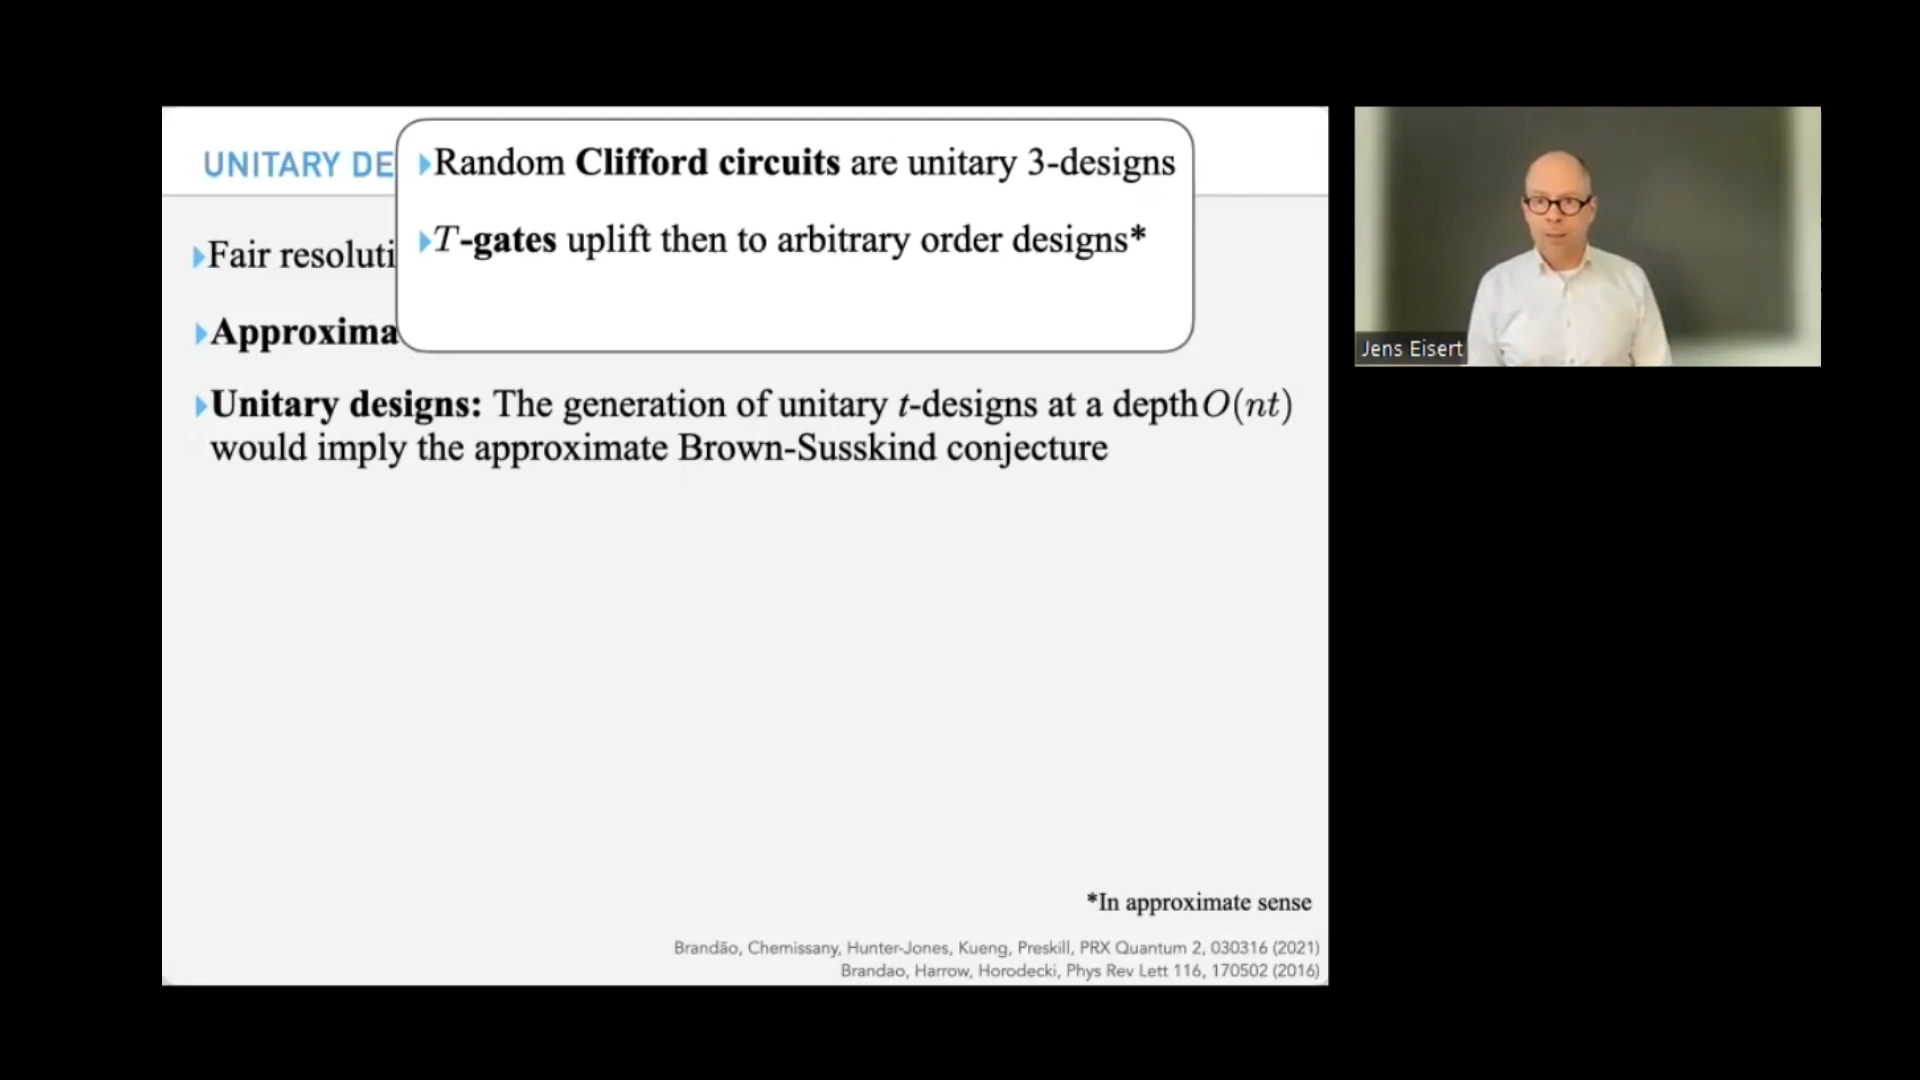 UNITARY DE
▸Random Clifford circuits are unitary 3-designs
▸T-gates uplift then to arbitrary order designs*
▸Fair resoluti
▸Approxima
▸Unitary designs: The generation of unitary t-designs at a depth O(nt)
would imply the approximate Brown-Susskind conjecture
*In approximate sense
Brandão, Chemissany, Hunter-Jones, Kueng, Preskill, PRX Quantum 2, 030316 (2021)
Brandao, Harrow, Horodecki, Phys Rev Lett 116, 170502 (2016)
Jens Eisert